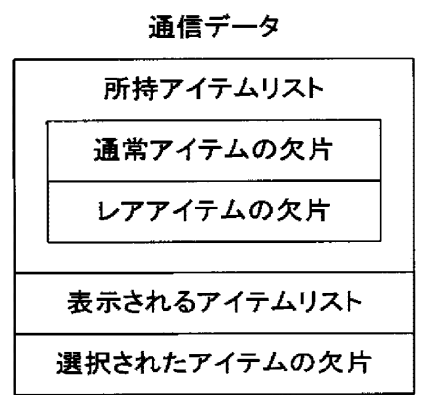 通信データ
所持アイテムリスト
通常アイテムの欠片
レアアイテムの欠片
表示されるアイテムリスト
選択されたアイテムの欠片